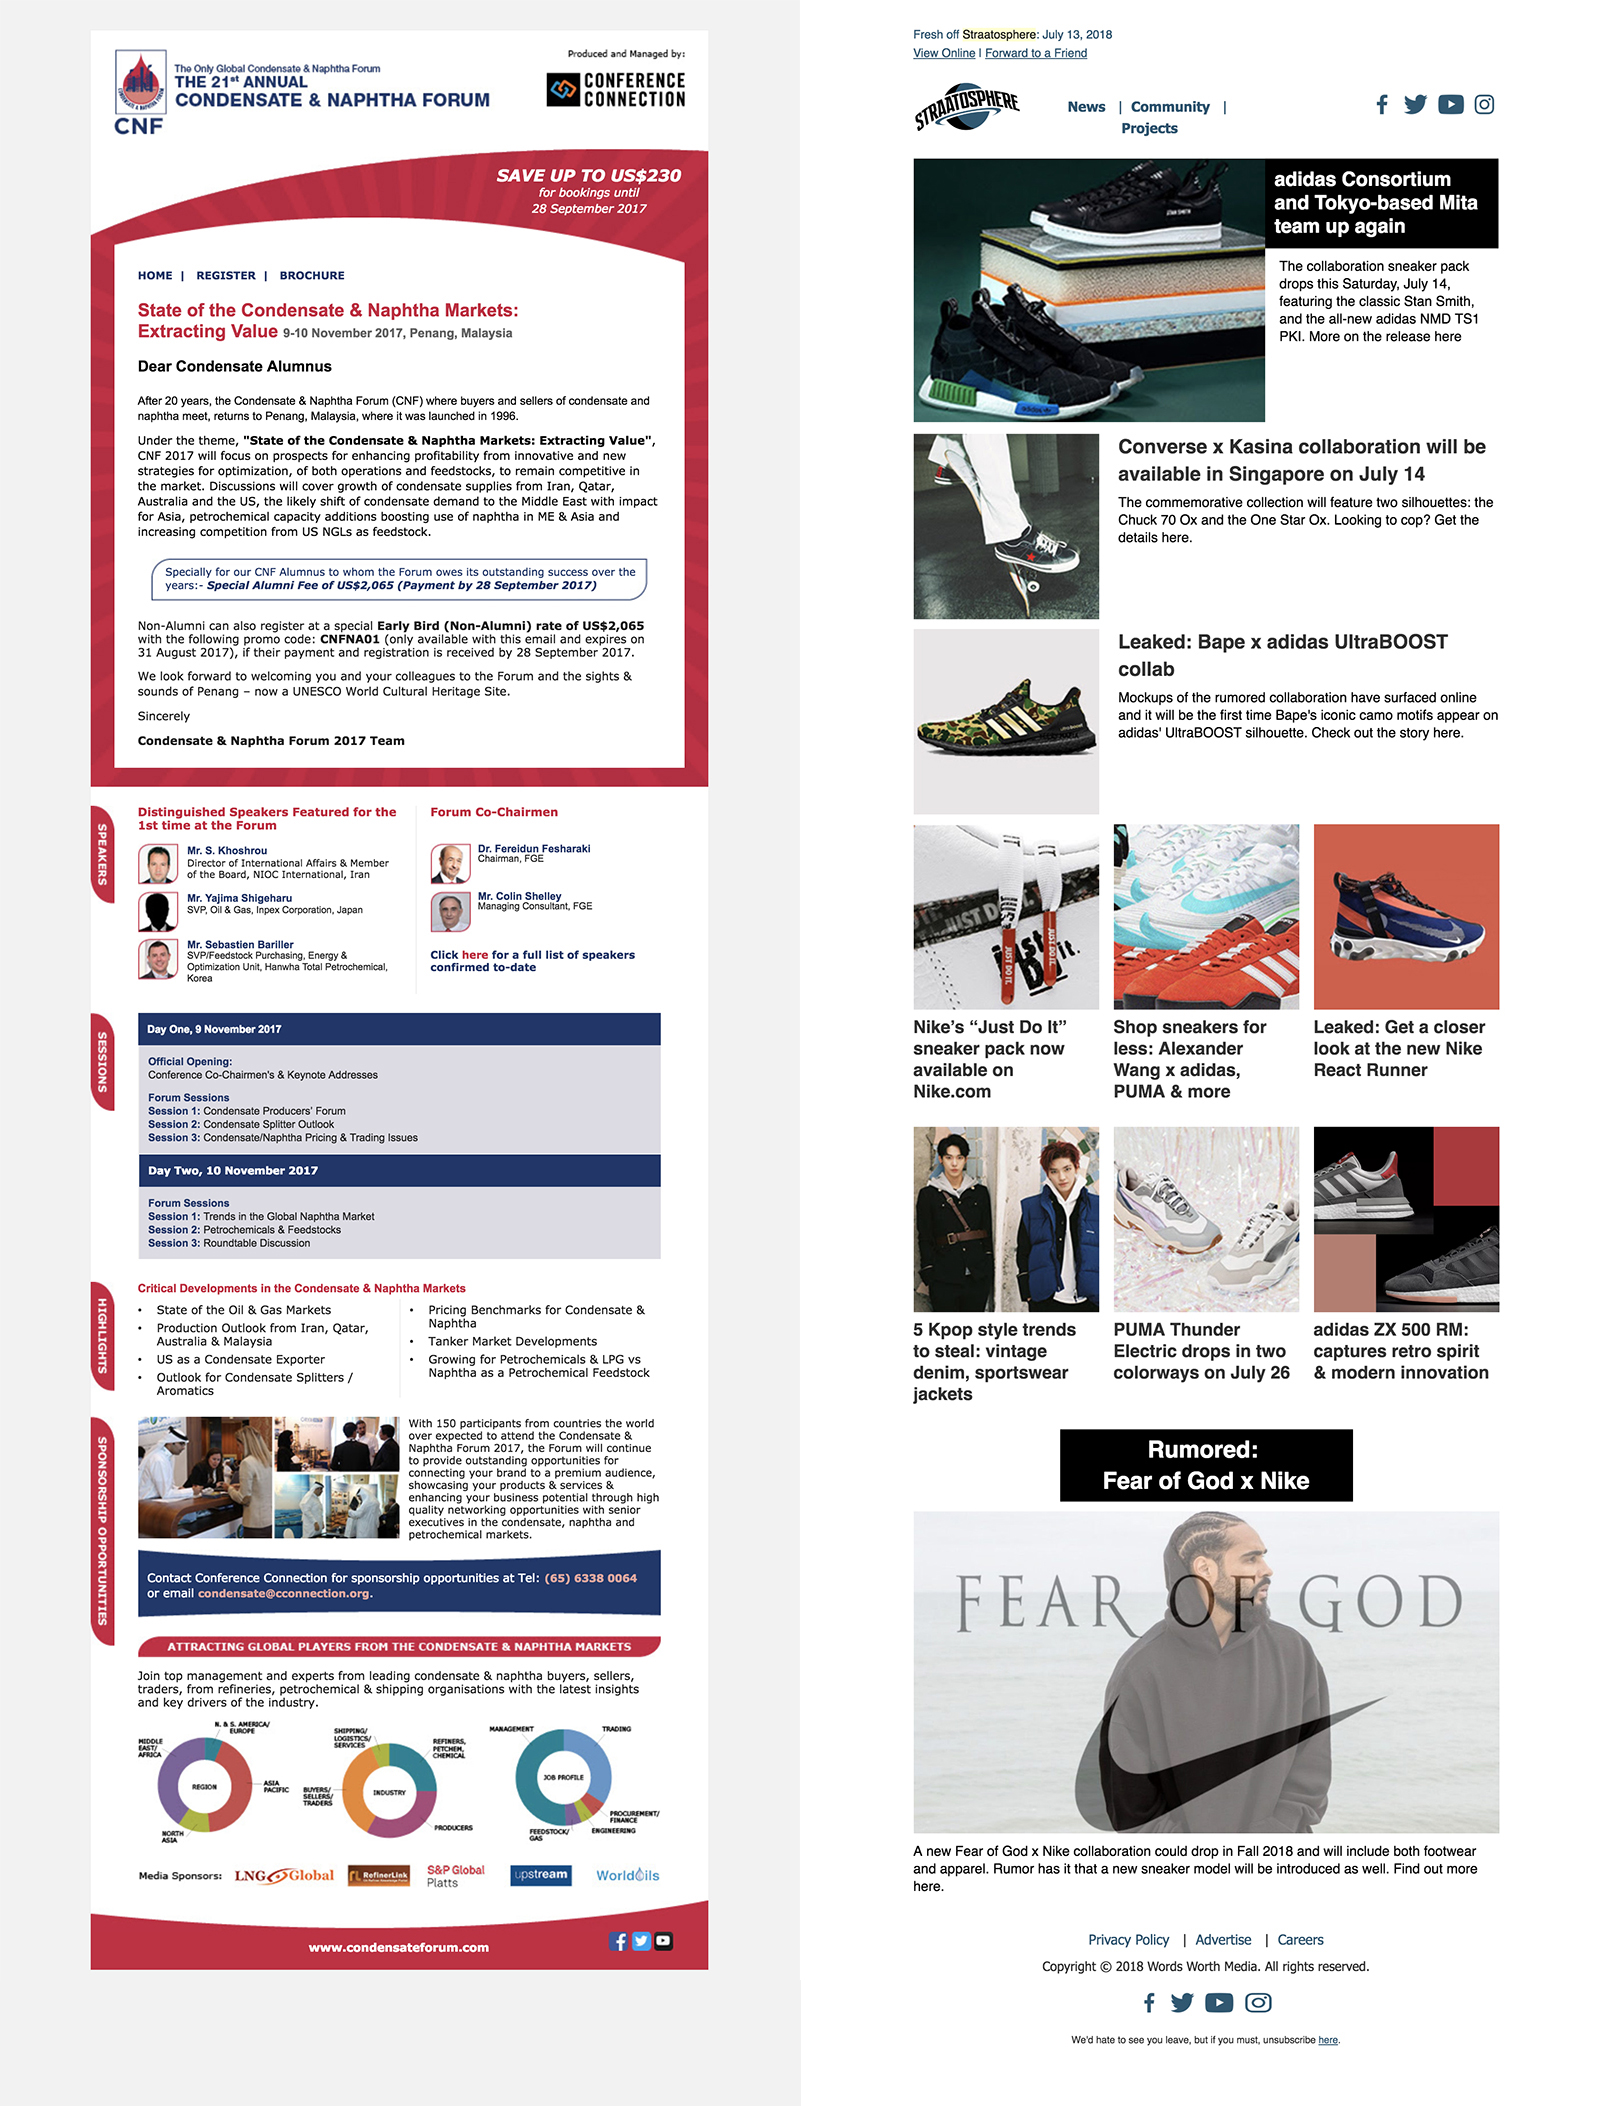 The Only Global Condensate & Naphtha Forum
THE 21st ANNUAL
CONDENSATE & NAPHTHA FORUM
CNF
Produced and Managed by:
CONFERENCE
CONNECTION
SAVE UP TO US$230
for bookings until
28 September 2017
HOME | REGISTER | BROCHURE
State of the Condensate & Naphtha Markets:
Extracting Value 9-10 November 2017, Penang, Malaysia
Dear Condensate Alumnus
After 20 years, the Condensate & Naphtha Forum (CNF) where buyers and sellers of condensate and
naphtha meet, returns to Penang, Malaysia, where it was launched in 1996.
Under the theme, "State of the Condensate & Naphtha Markets: Extracting Value",
CNF 2017 will focus on prospects for enhancing profitability from innovative and new
strategies for optimization, of both operations and feedstocks, to remain competitive in
the market. Discussions will cover growth of condensate supplies from Iran, Qatar,
Australia and the US, the likely shift of condensate demand to the Middle East with impact
for Asia, petrochemical capacity additions boosting use of naphtha in ME & Asia and
increasing competition from US NGLs as feedstock.
Specially for our CNF Alumnus to whom the Forum owes its outstanding success over the
years:- Special Alumni Fee of US$2,065 (Payment by 28 September 2017)
Non-Alumni can also register at a special Early Bird (Non-Alumni) rate of US$2,065
with the following promo code: CNFNA01 (only available with this email and expires on
31 August 2017), if their payment and registration is received by 28 September 2017.
We look forward to welcoming you and your colleagues to the Forum and the sights &
sounds of Penang – now a UNESCO World Cultural Heritage Site.
Sincerely
Condensate & Naphtha Forum 2017 Team
SPEAKERS
Distinguished Speakers Featured for the
1st time at the Forum
Mr. S. Khoshrou
Director of International Affairs & Member
of the Board, NIOC International, Iran
Mr. Yajima Shigeharu
SVP, Oil & Gas, Inpex Corporation, Japan
Mr. Sebastien Bariller
SVP/Feedstock Purchasing, Energy &
Optimization Unit, Hanwha Total Petrochemical,
Korea
Forum Co-Chairmen
Dr. Fereidun Fesharaki
Chairman, FGE
Mr. Colin Shelley
Managing Consultant, FGE
Click here for a full list of speakers
confirmed to-date
SESSIONS
Day One, 9 November 2017
Official Opening:
Conference Co-Chairmen's & Keynote Addresses
Forum Sessions
Session 1: Condensate Producers' Forum
Session 2: Condensate Splitter Outlook
Session 3: Condensate/Naphtha Pricing & Trading Issues
Day Two, 10 November 2017
Forum Sessions
Session 1: Trends in the Global Naphtha Market
Session 2: Petrochemicals & Feedstocks
Session 3: Roundtable Discussion
HIGHLIGHTS
Critical Developments in the Condensate & Naphtha Markets
• State of the Oil & Gas Markets
• Production Outlook from Iran, Qatar,
Australia & Malaysia
• US as a Condensate Exporter
• Outlook for Condensate Splitters /
Aromatics
• Pricing Benchmarks for Condensate &
Naphtha
• Tanker Market Developments
• Growing for Petrochemicals & LPG vs
Naphtha as a Petrochemical Feedstock
SPONSORSHIP OPPORTUNITIES
With 150 participants from countries the world
over expected to attend the Condensate &
Naphtha Forum 2017, the Forum will continue
to provide outstanding opportunities for
connecting your brand to a premium audience,
showcasing your products & services &
enhancing your business potential through high
quality networking opportunities with senior
executives in the condensate, naphtha and
petrochemical markets.
Contact Conference Connection for sponsorship opportunities at Tel: (65) 6338 0064
or email condensate@cconnection.org.
ATTRACTING GLOBAL PLAYERS FROM THE CONDENSATE & NAPHTHA MARKETS
Join top management and experts from leading condensate & naphtha buyers, sellers,
traders, from refineries, petrochemical & shipping organisations with the latest insights
and key drivers of the industry.
N. & S. AMERICA/
EUROPE
MIDDLE
EAST/
AFRICA
REGION
ASIA
PACIFIC
NORTH
ASIA
SHIPPING/
LOGISTICS/
SERVICES
REFINERS,
PETCHEM,
CHEMICAL
BUYERS/
SELLERS/
TRADERS
INDUSTRY
PRODUCERS
MANAGEMENT
TRADING
JOB PROFILE
PROCUREMENT/
FINANCE
ENGINEERING
FEEDSTOCK/
GAS
Media Sponsors:
LNG Global
RefinerLink
S&P Global
Platts
upstream
WorldOils
www.condensateforum.com
Fresh off Straatosphere: July 13, 2018
View Online | Forward to a Friend
STRAATOSPHERE
News | Community |
Projects
adidas Consortium
and Tokyo-based Mita
team up again
The collaboration sneaker pack
drops this Saturday, July 14,
featuring the classic Stan Smith,
and the all-new adidas NMD TS1
PKI. More on the release here
Converse x Kasina collaboration will be
available in Singapore on July 14
The commemorative collection will feature two silhouettes: the
Chuck 70 Ox and the One Star Ox. Looking to cop? Get the
details here.
Leaked: Bape x adidas UltraBOOST
collab
Mockups of the rumored collaboration have surfaced online
and it will be the first time Bape's iconic camo motifs appear on
adidas' UltraBOOST silhouette. Check out the story here.
JUST DO IT.
JUST DO IT.
Nike's “Just Do It”
sneaker pack now
available on
Nike.com
Shop sneakers for
less: Alexander
Wang x adidas,
PUMA & more
Leaked: Get a closer
look at the new Nike
React Runner
5 Kpop style trends
to steal: vintage
denim, sportswear
jackets
PUMA Thunder
Electric drops in two
colorways on July 26
adidas ZX 500 RM:
captures retro spirit
& modern innovation
Rumored:
Fear of God x Nike
FEAR OF GOD
A new Fear of God x Nike collaboration could drop in Fall 2018 and will include both footwear
and apparel. Rumor has it that a new sneaker model will be introduced as well. Find out more
here.
Privacy Policy | Advertise | Careers
Copyright © 2018 Words Worth Media. All rights reserved.
We'd hate to see you leave, but if you must, unsubscribe here.